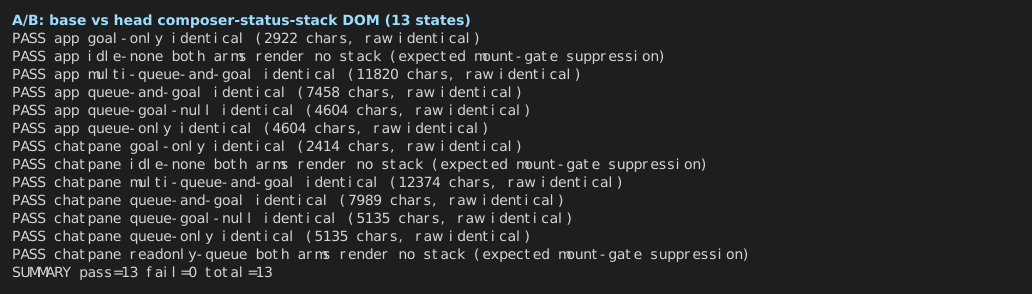 A/B: base vs head composer-status-stack DOM (13 states)
PASS app goal-only identical (2922 chars, raw identical)
PASS app idle-none both arms render no stack (expected mount-gate suppression)
PASS app multi-queue-and-goal identical (11820 chars, raw identical)
PASS app queue-and-goal identical (7458 chars, raw identical)
PASS app queue-goal-null identical (4604 chars, raw identical)
PASS app queue-only identical (4604 chars, raw identical)
PASS chatpane goal-only identical (2414 chars, raw identical)
PASS chatpane idle-none both arms render no stack (expected mount-gate suppression)
PASS chatpane multi-queue-and-goal identical (12374 chars, raw identical)
PASS chatpane queue-and-goal identical (7989 chars, raw identical)
PASS chatpane queue-goal-null identical (5135 chars, raw identical)
PASS chatpane queue-only identical (5135 chars, raw identical)
PASS chatpane readonly-queue both arms render no stack (expected mount-gate suppression)
SUMMARY pass=13 fail=0 total=13